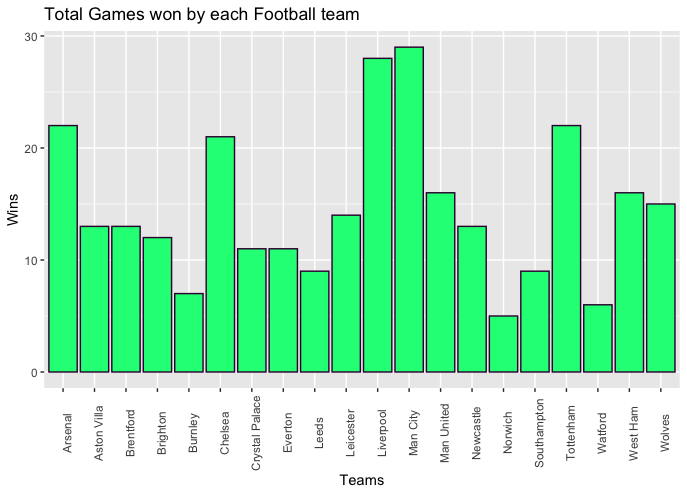 Total Games won by each Football team
30
20
10
0
Wins
Arsenal
Aston Villa
Brentford
Brighton
Burnley
Chelsea
Crystal Palace
Everton
Leeds
Leicester
Liverpool
Man City
Man United
Newcastle
Norwich
Southampton
Tottenham
Watford
West Ham
Wolves
Teams